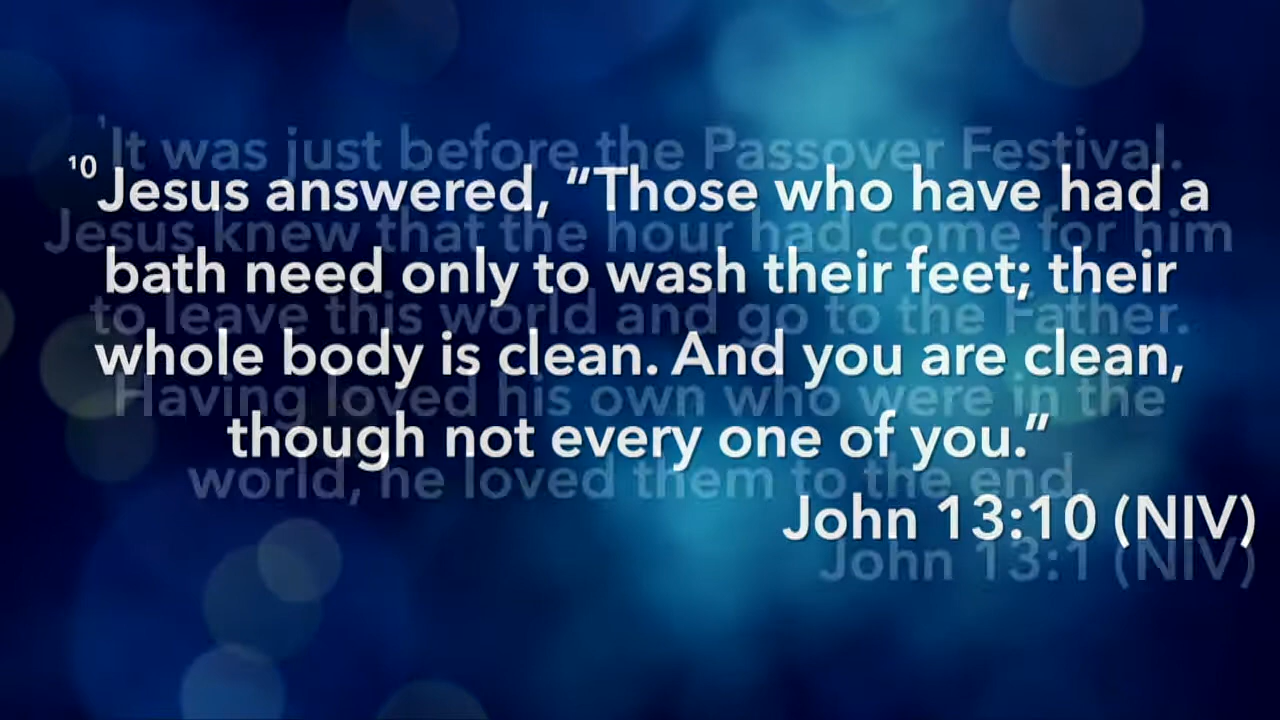 ¹⁰Jesus answered, “Those who have had a
bath need only to wash their feet; their
whole body is clean. And you are clean,
though not every one of you.”
John 13:10 (NIV)
¹It was just before the Passover Festival.
Jesus knew that the hour had come for him
to leave this world and go to the Father.
Having loved his own who were in the
world, he loved them to the end.
John 13:1 (NIV)